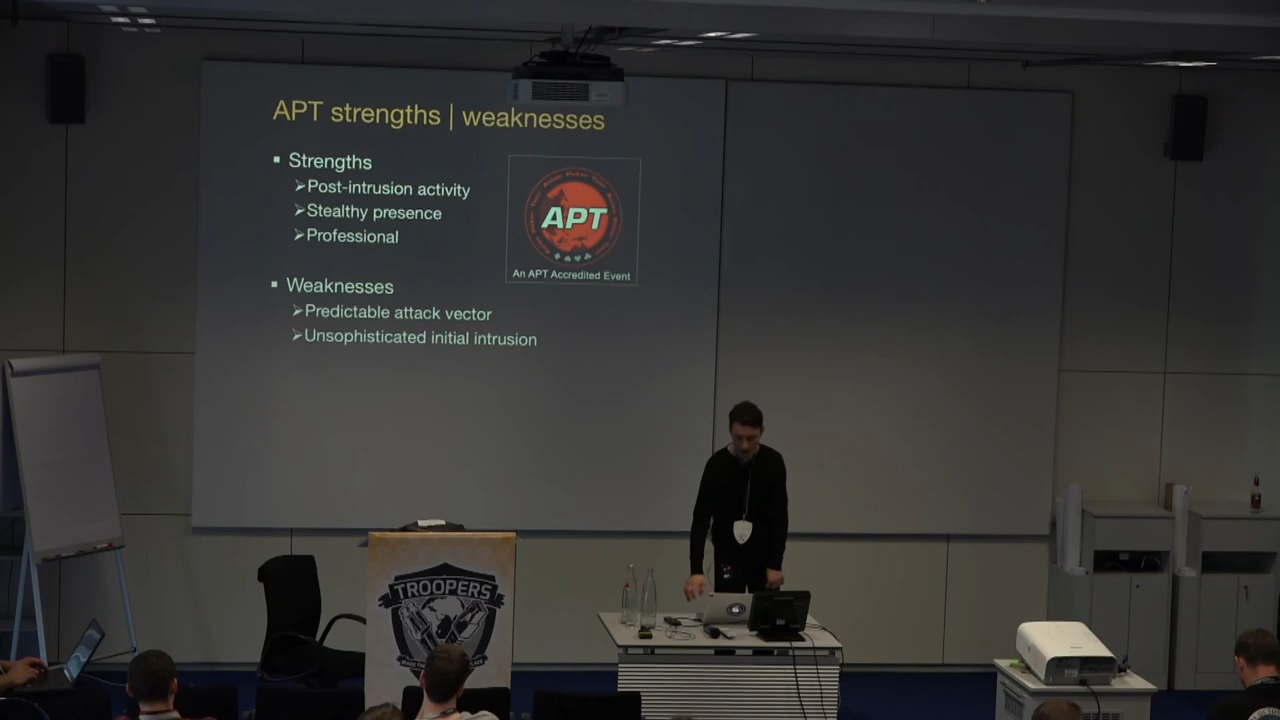 APT strengths | weaknesses
▪ Strengths
➢Post-intrusion activity
➢Stealthy presence
➢Professional
APT
An APT Accredited Event
▪ Weaknesses
➢Predictable attack vector
➢Unsophisticated initial intrusion
TROOPERS